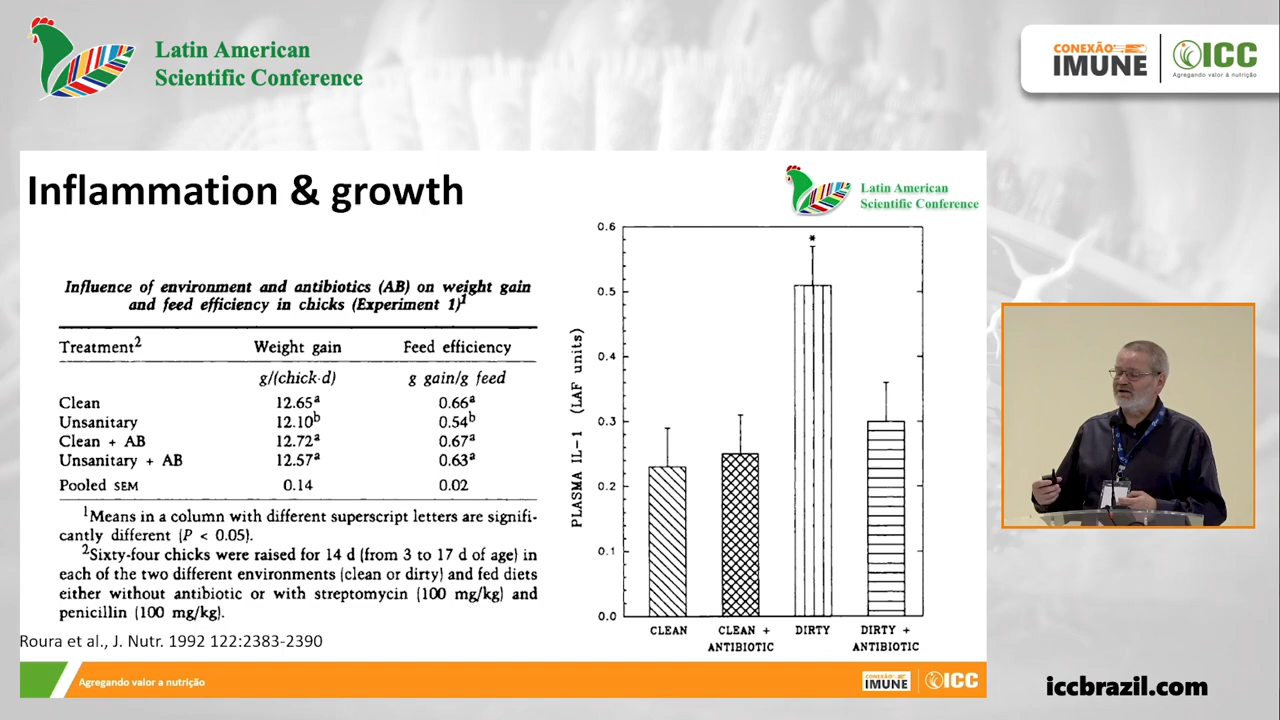 Latin American
Scientific Conference
CONEXÃO
IMUNE
ICC
Agregando valor à nutrição
Inflammation & growth
Latin American
Scientific Conference
Influence of environment and antibiotics (AB) on weight gain
and feed efficiency in chicks (Experiment 1)1
Treatment2 Weight gain Feed efficiency
g/(chick·d) g gain/g feed
Clean 12.65a 0.66a
Unsanitary 12.10b 0.54b
Clean + AB 12.72a 0.67a
Unsanitary + AB 12.57a 0.63a
Pooled SEM 0.14 0.02
1Means in a column with different superscript letters are signifi-
cantly different (P < 0.05).
2Sixty-four chicks were raised for 14 d (from 3 to 17 d of age) in
each of the two different environments (clean or dirty) and fed diets
either without antibiotic or with streptomycin (100 mg/kg) and
penicillin (100 mg/kg).
Roura et al., J. Nutr. 1992 122:2383-2390
PLASMA IL-1 (LAF units)
0.6
0.5
0.4
0.3
0.2
0.1
0.0
*
CLEAN
CLEAN +
ANTIBIOTIC
DIRTY
DIRTY +
ANTIBIOTIC
Agregando valor a nutrição
CONEXÃO
IMUNE
ICC
iccbrazil.com